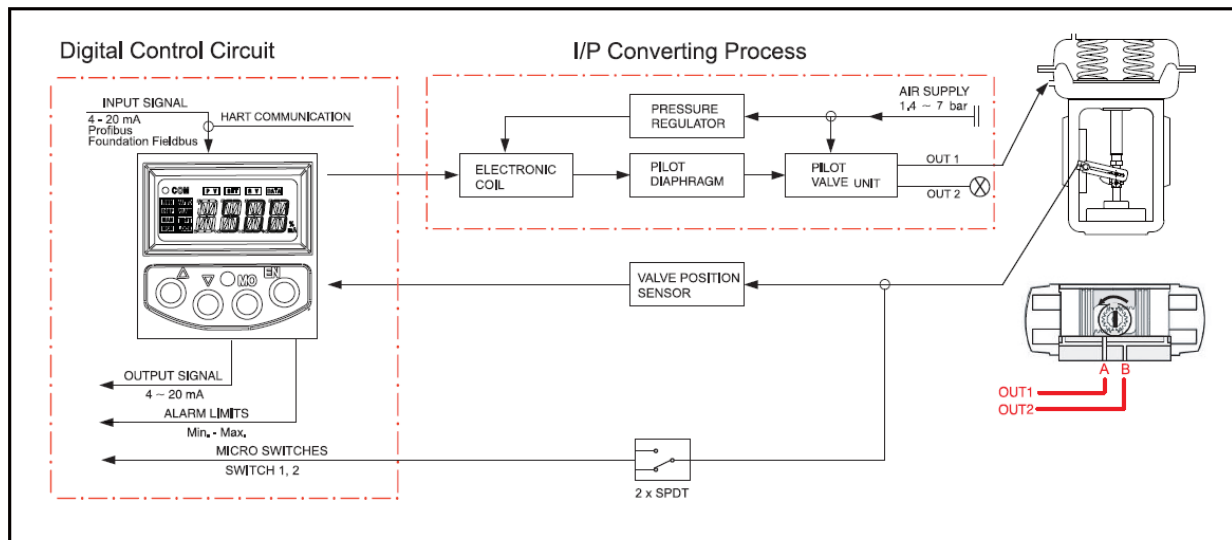 Digital Control Circuit
I/P Converting Process
INPUT SIGNAL
4 - 20 mA
Profibus
Foundation Fieldbus
HART COMMUNICATION
COM
P V
S V
DATA
MO
EN
OUTPUT SIGNAL
4 ~ 20 mA
ALARM LIMITS
Min. - Max.
MICRO SWITCHES
SWITCH 1, 2
AIR SUPPLY
1,4 ~ 7 bar
PRESSURE
REGULATOR
ELECTRONIC
COIL
PILOT
DIAPHRAGM
PILOT
VALVE UNIT
OUT 1
OUT 2
VALVE POSITION
SENSOR
2 x SPDT
A B
OUT1
OUT2